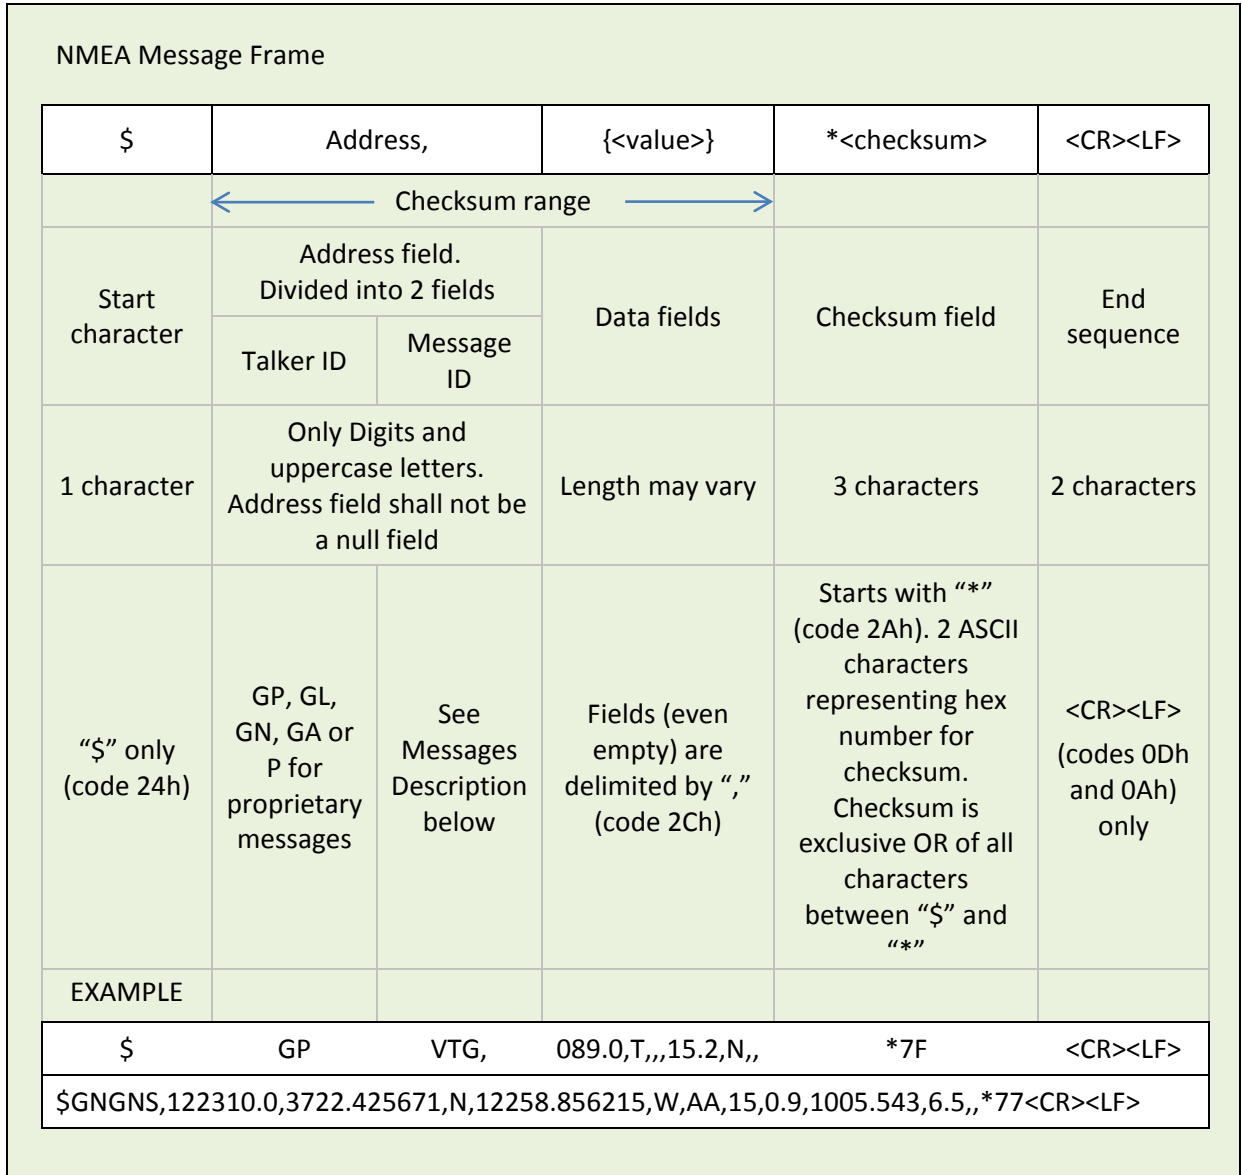 NMEA Message Frame
$ Address, {<value>} *<checksum> <CR><LF>
Checksum range
Start
character
Address field.
Divided into 2 fields
Talker ID
Message
ID
Data fields
Checksum field
End
sequence
1 character
Only Digits and
uppercase letters.
Address field shall not be
a null field
Length may vary
3 characters
2 characters
“$” only
(code 24h)
GP, GL,
GN, GA or
P for
proprietary
messages
See
Messages
Description
below
Fields (even
empty) are
delimited by “,”
(code 2Ch)
Starts with “*”
(code 2Ah). 2 ASCII
characters
representing hex
number for
checksum.
Checksum is
exclusive OR of all
characters
between “$” and
“*”
<CR><LF>
(codes 0Dh
and 0Ah)
only
EXAMPLE
$ GP VTG, 089.0,T,,,15.2,N,, *7F <CR><LF>
$GNGNS,122310.0,3722.425671,N,12258.856215,W,AA,15,0.9,1005.543,6.5,,*77<CR><LF>